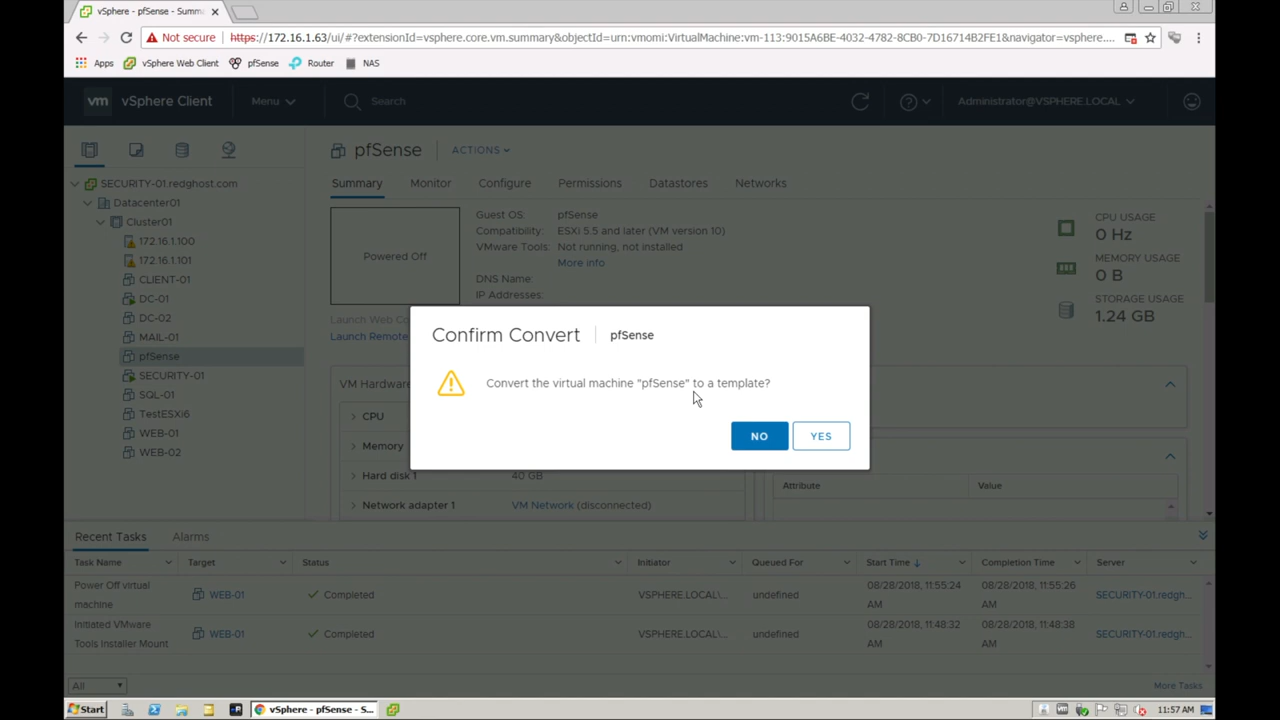 vSphere - pfSense - Summ
Not secure https://172.16.1.63/ui/#?extensionId=vsphere.core.vm.summary&objectId=urn:vmomi:VirtualMachine:vm-113:9015A6BE-4032-4782-8CB0-7D16714B2FE1&navigator=vsphere....
Apps vSphere Web Client pfSense Router NAS
vm vSphere Client Menu Search Administrator@VSPHERE.LOCAL
pfSense ACTIONS
SECURITY-01.redghost.com
Datacenter01
Cluster01
172.16.1.100
172.16.1.101
CLIENT-01
DC-01
DC-02
MAIL-01
pfSense
SECURITY-01
SQL-01
TestESXi6
WEB-01
WEB-02
Summary Monitor Configure Permissions Datastores Networks
Powered Off
Guest OS: pfSense
Compatibility: ESXi 5.5 and later (VM version 10)
VMware Tools: Not running, not installed
More info
DNS Name:
IP Addresses:
CPU USAGE
0 Hz
MEMORY USAGE
0 B
STORAGE USAGE
1.24 GB
Launch Web Co
Launch Remote
Confirm Convert pfSense
Convert the virtual machine "pfSense" to a template?
NO YES
VM Hardware
CPU
Memory
Hard disk 1 40 GB
Network adapter 1 VM Network (disconnected)
Attribute Value
Recent Tasks Alarms
Task Name Target Status Initiator Queued For Start Time Completion Time Server
Power Off virtual machine WEB-01 Completed VSPHERE.LOCAL\... undefined 08/28/2018, 11:55:24 AM 08/28/2018, 11:55:26 AM SECURITY-01.redgh...
Initiated VMware Tools Installer Mount WEB-01 Completed VSPHERE.LOCAL\... undefined 08/28/2018, 11:48:32 AM 08/28/2018, 11:48:38 AM SECURITY-01.redgh...
All More Tasks
Start vSphere - pfSense - S... 11:57 AM